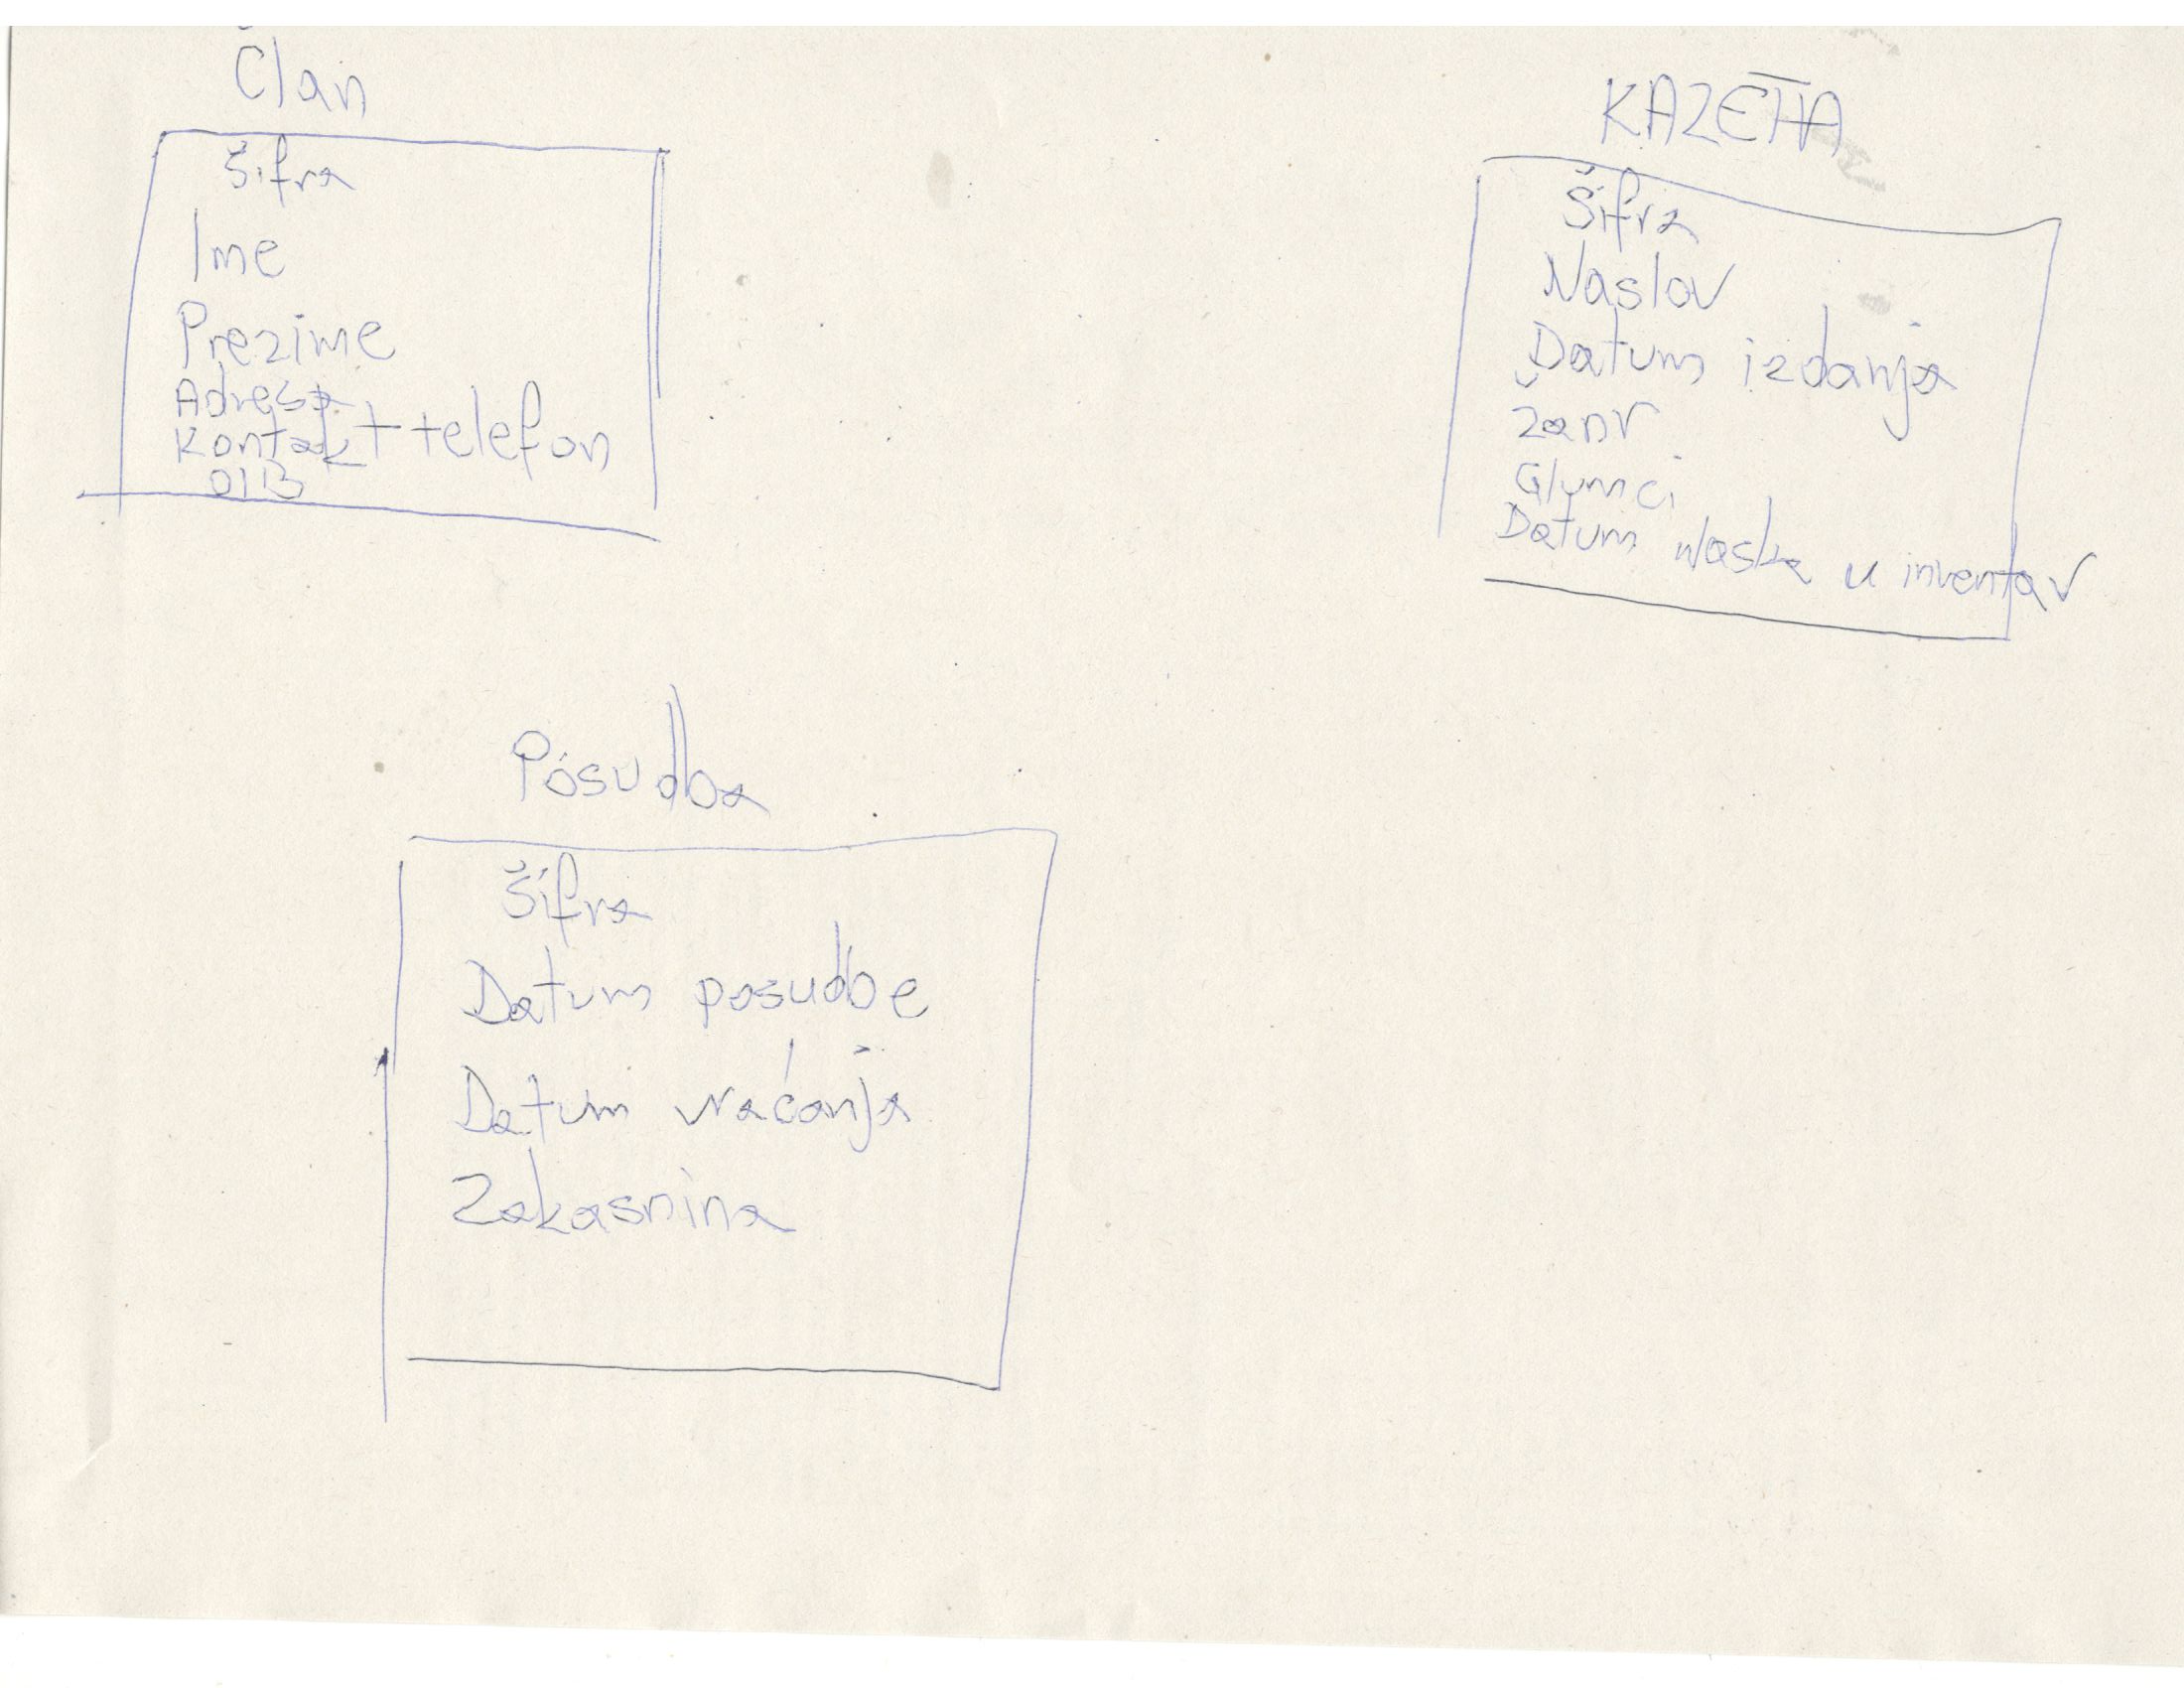 Član
Šifra
Ime
Prezime
Adresa
Kontakt telefon
OIB
KAZETA
Šifra
Naslov
Datum izdanja
Žanr
Glumci
Datum ulaska u inventar
Posudba
Šifra
Datum posudbe
Datum vraćanja
Zakasnina